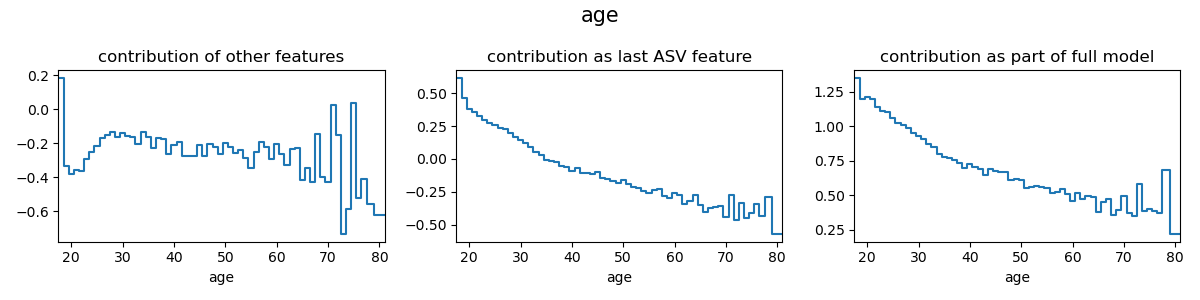 age
contribution of other features
contribution as last ASV feature
contribution as part of full model
0.2
0.0
−0.2
−0.4
−0.6
20 30 40 50 60 70 80
age
0.50
0.25
0.00
−0.25
−0.50
20 30 40 50 60 70 80
age
1.25
1.00
0.75
0.50
0.25
20 30 40 50 60 70 80
age